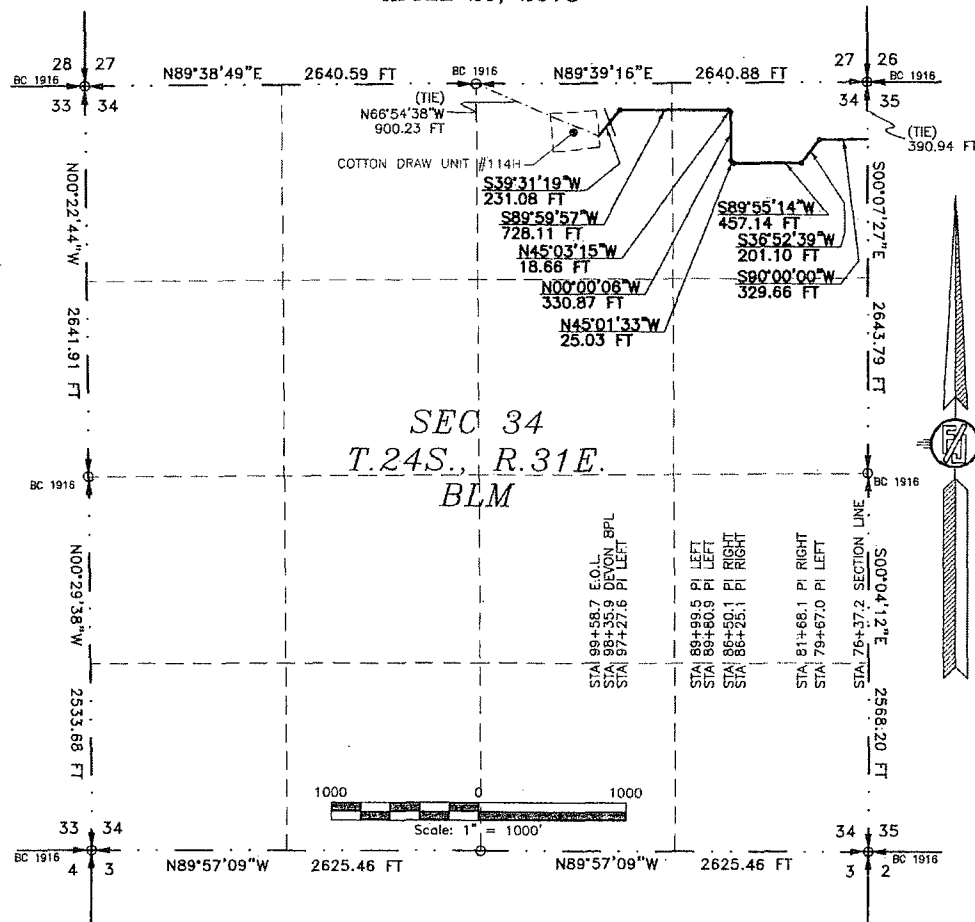 28 27
33 34
BC 1916
N89°38'49"E 2640.59 FT
BC 1916
N89°39'16"E 2640.88 FT
27 26
34 35
(TIE)
N66°54'38"W
900.23 FT
(TIE)
390.94 FT
COTTON DRAW UNIT #114H
S39°31'19"W
231.08 FT
S89°59'57"W
728.11 FT
N45°03'15"W
18.66 FT
N00°00'06"W
330.87 FT
N45°01'33"W
25.03 FT
S89°55'14"W
457.14 FT
S36°52'39"W
201.10 FT
S90°00'00"W
329.66 FT
N00°22'44"W
2641.91 FT
S00°07'27"E
2643.79 FT
SEC 34
T.24S., R.31E.
BLM
BC 1916
BC 1916
N00°29'38"W
2533.68 FT
STA 99+58.7 E.O.L.
STA 98+35.9 DEVON BPL
STA 97+27.6 PI LEFT
STA 89+99.5 PI LEFT
STA 89+80.9 PI LEFT
STA 86+50.1 PI RIGHT
STA 86+25.1 PI RIGHT
STA 81+68.1 PI RIGHT
STA 79+67.0 PI LEFT
STA 76+37.2 SECTION LINE
S00°04'12"E
2568.20 FT
1000 0 1000
Scale: 1" = 1000'
33 34
BC 1916
4 3
N89°57'09"W 2625.46 FT
N89°57'09"W 2625.46 FT
34 35
BC 1916
3 2